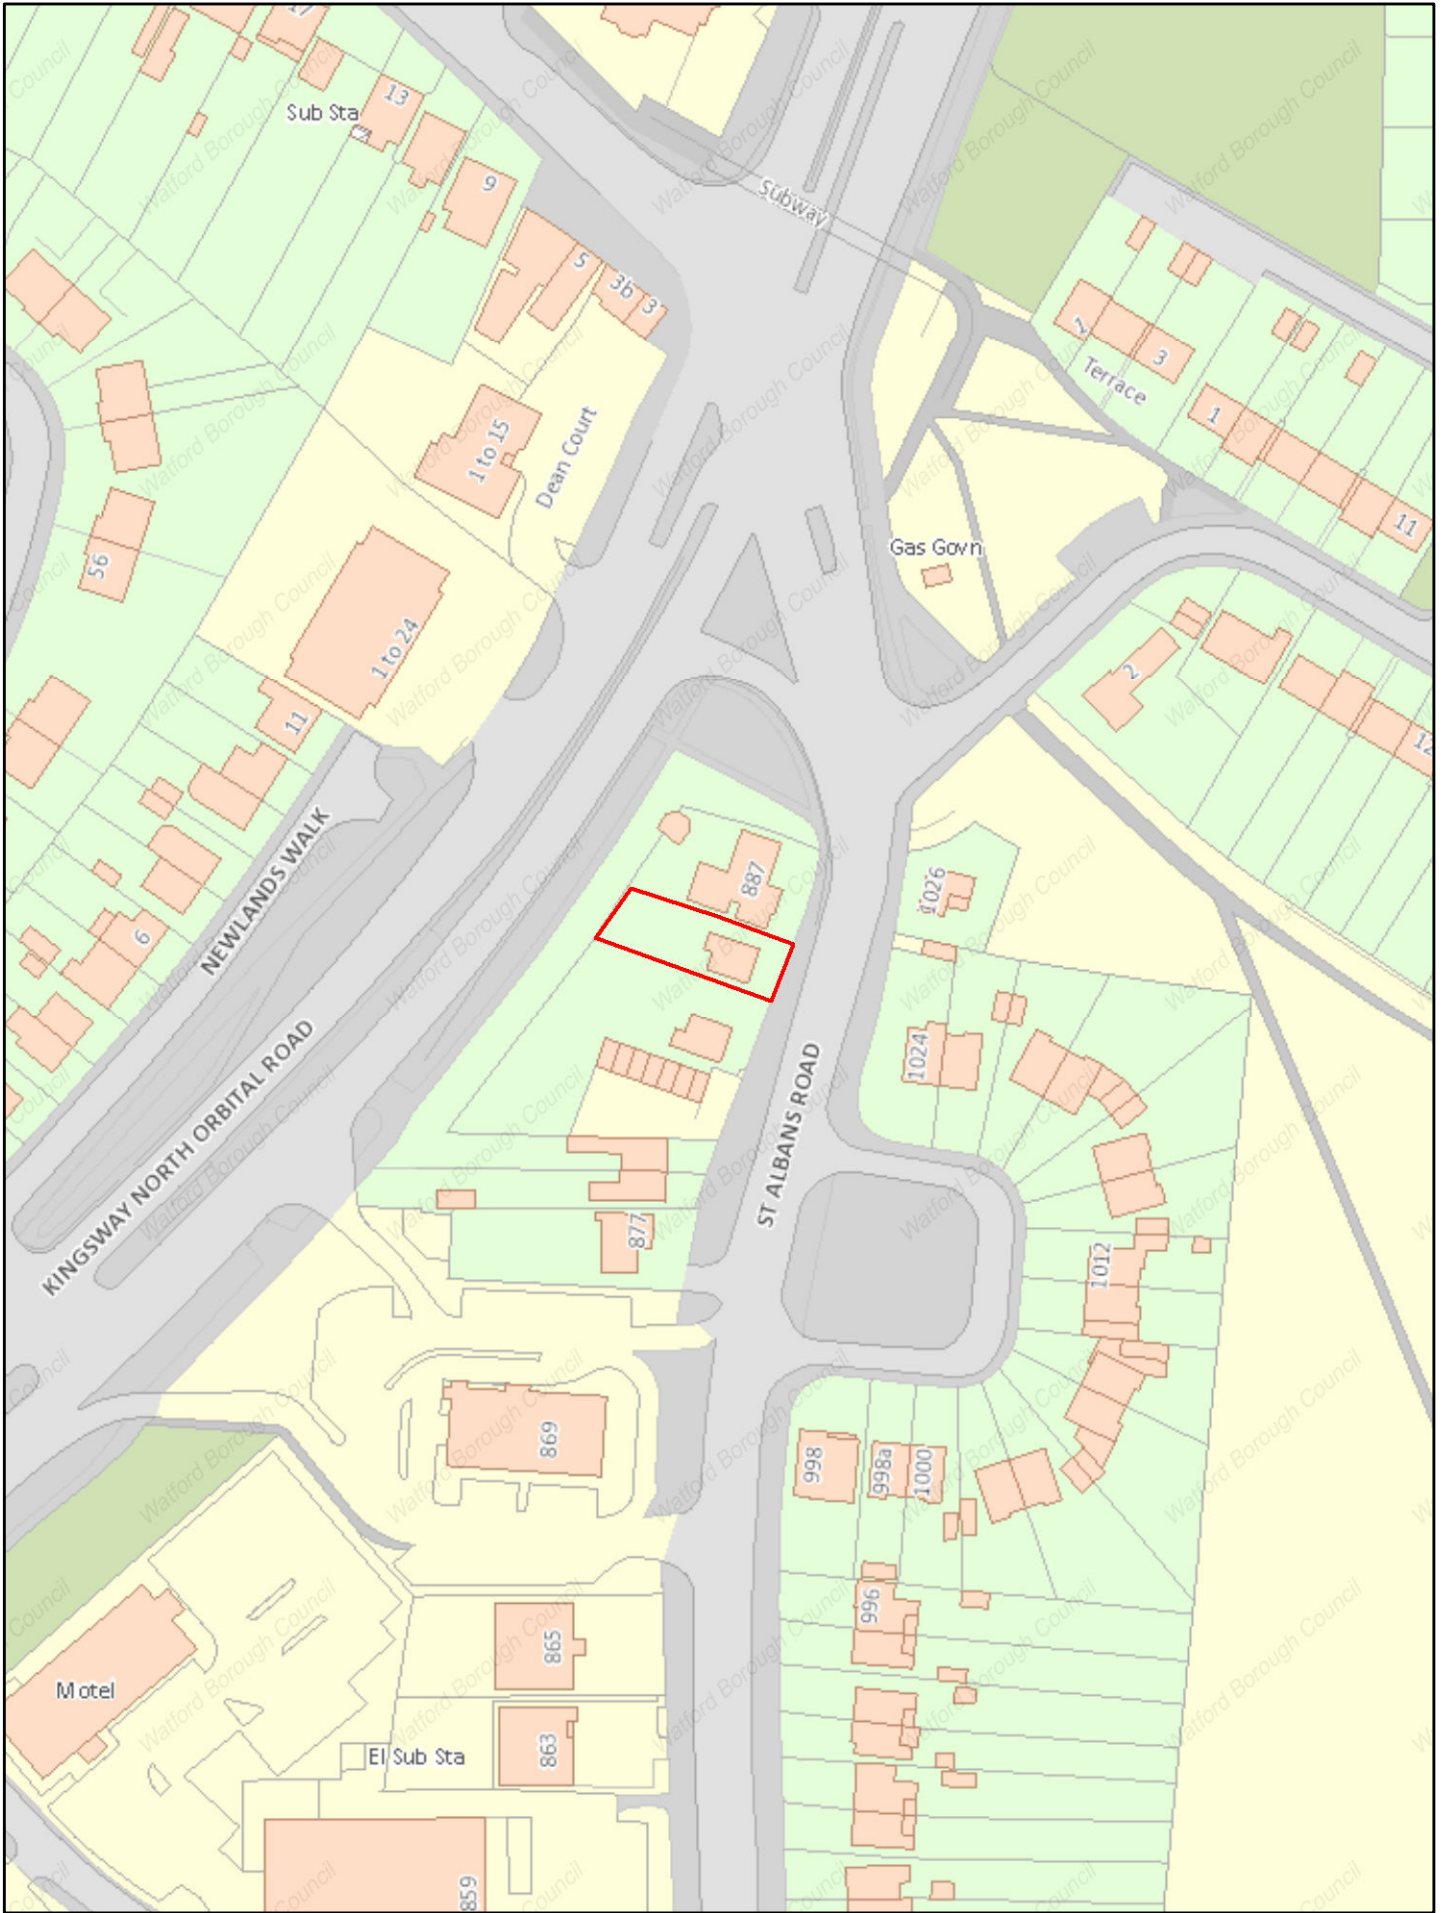 17
Sub Sta
13
9
Subway
5
3b
3
1
3
Terrace
1
11
1 to 15
Dean Court
56
Gas Govn
1 to 24
2
11
12
NEWLANDS WALK
887
1026
6
KINGSWAY NORTH ORBITAL ROAD
1024
ST ALBANS ROAD
877
1012
869
998
998a
1000
996
865
Motel
El Sub Sta
863
859
Watford Borough Council